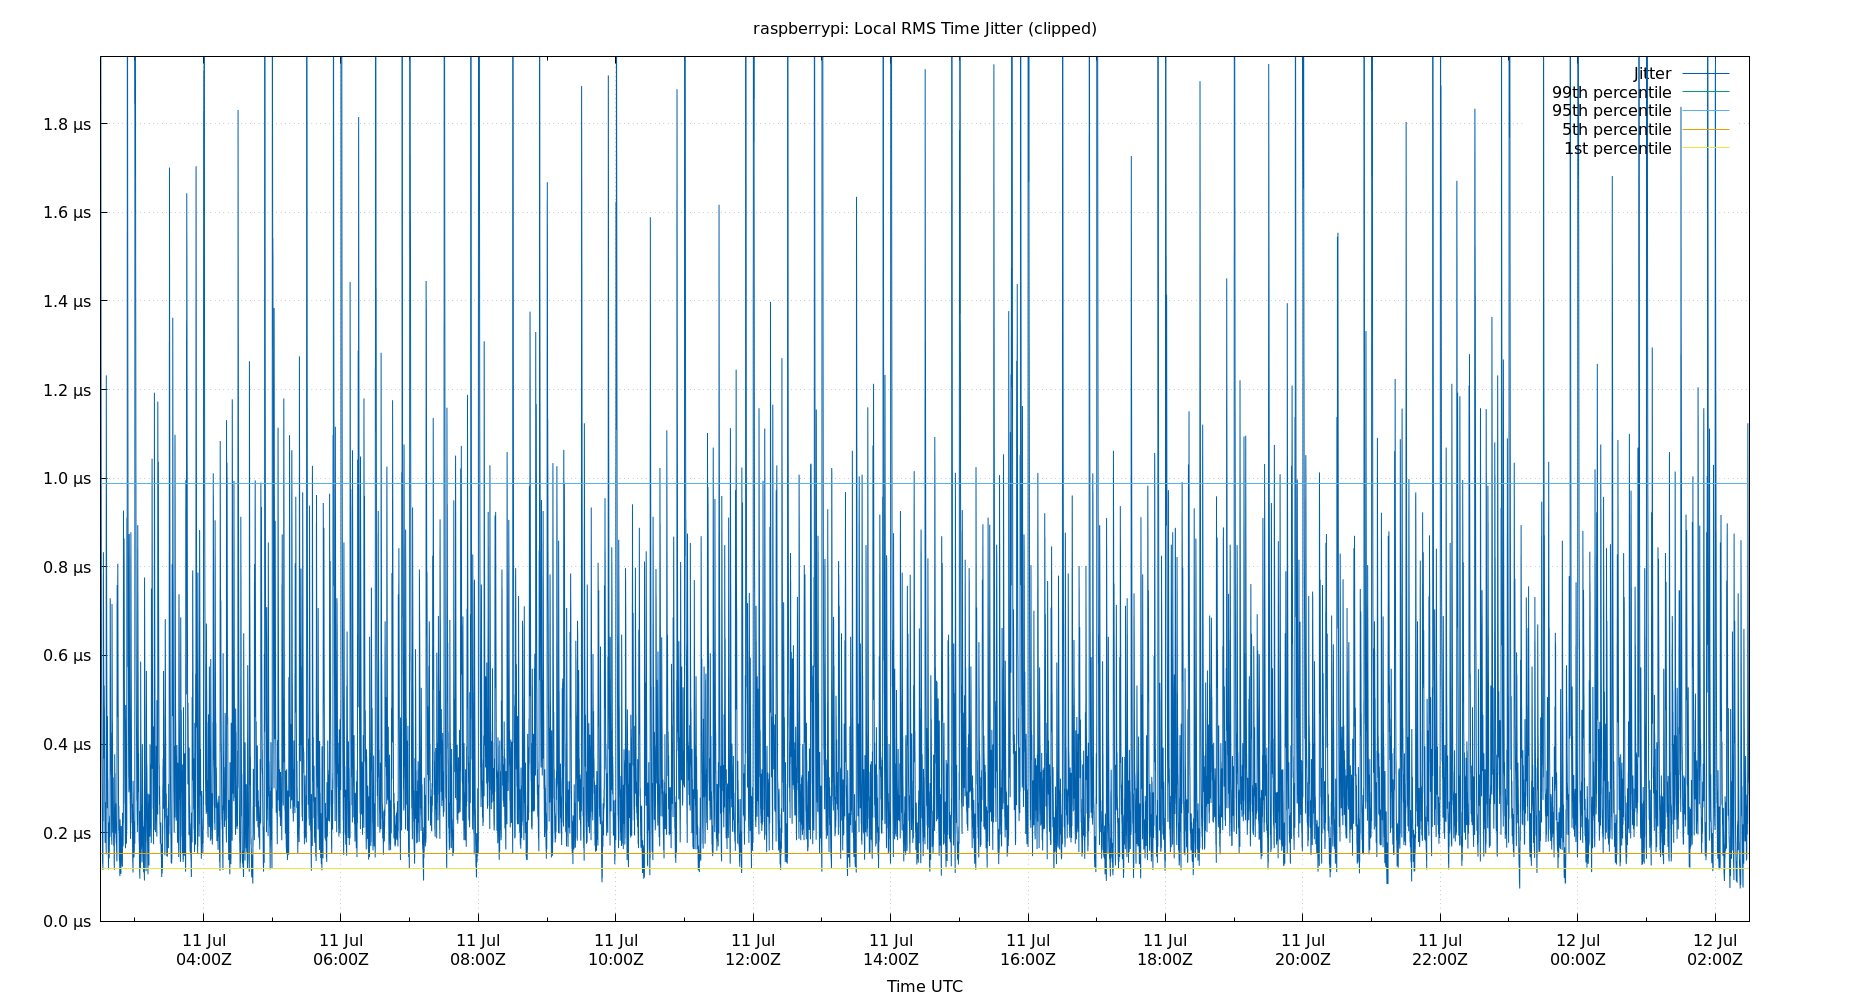 raspberrypi: Local RMS Time Jitter (clipped)
Jitter
99th percentile
95th percentile
5th percentile
1st percentile
1.8 µs
1.6 µs
1.4 µs
1.2 µs
1.0 µs
0.8 µs
0.6 µs
0.4 µs
0.2 µs
0.0 µs
11 Jul 11 Jul 11 Jul 11 Jul 11 Jul 11 Jul 11 Jul 11 Jul 11 Jul 11 Jul 12 Jul 12 Jul
04:00Z 06:00Z 08:00Z 10:00Z 12:00Z 14:00Z 16:00Z 18:00Z 20:00Z 22:00Z 00:00Z 02:00Z
Time UTC